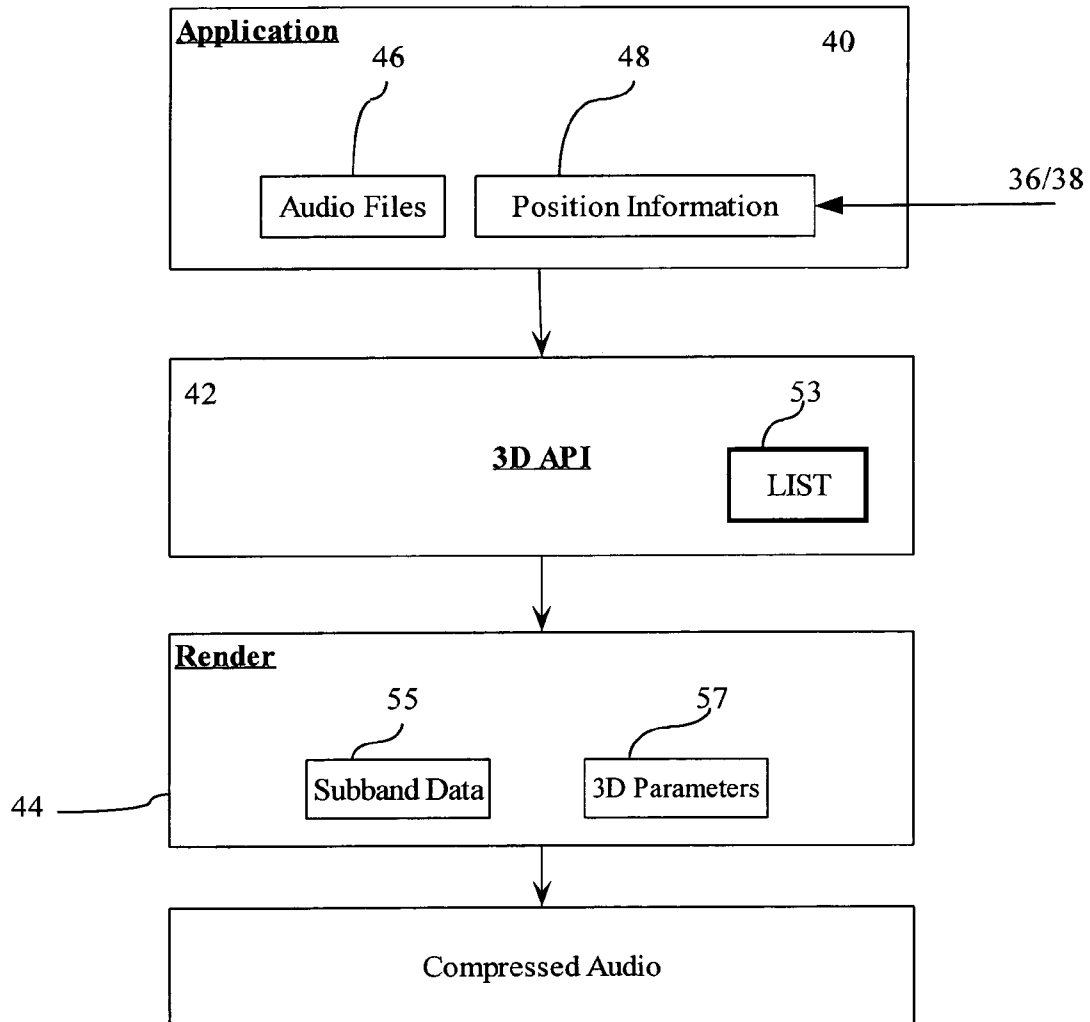 Application
40
46
48
36/38
Audio Files
Position Information
42
53
3D API
LIST
Render
55
57
Subband Data
3D Parameters
44
Compressed Audio